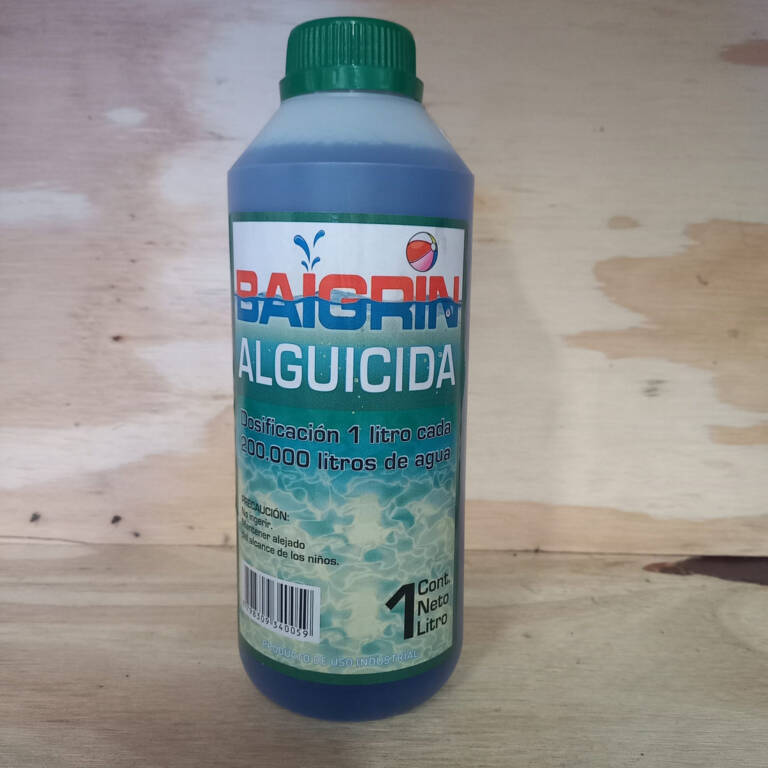 BAIGRIN
ALGUICIDA
Dosificación 1 litro cada
200.000 litros de agua
PRECAUCIÓN:
No ingerir.
Mantener alejado
del alcance de los niños.
1 Cont.
Neto
Litro
PRODUCTO DE USO INDUSTRIAL